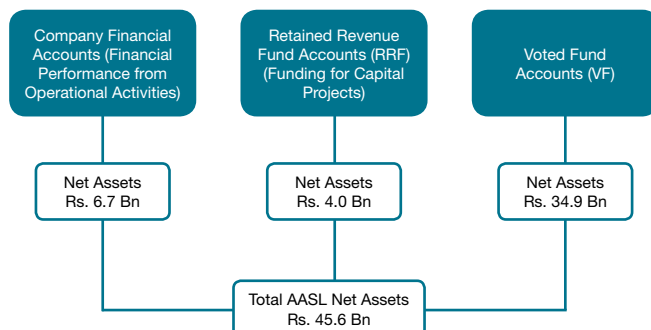 Company Financial
Accounts (Financial
Performance from
Operational Activities)
Retained Revenue
Fund Accounts (RRF)
(Funding for Capital
Projects)
Voted Fund
Accounts (VF)
Net Assets
Rs. 6.7 Bn
Net Assets
Rs. 4.0 Bn
Net Assets
Rs. 34.9 Bn
Total AASL Net Assets
Rs. 45.6 Bn